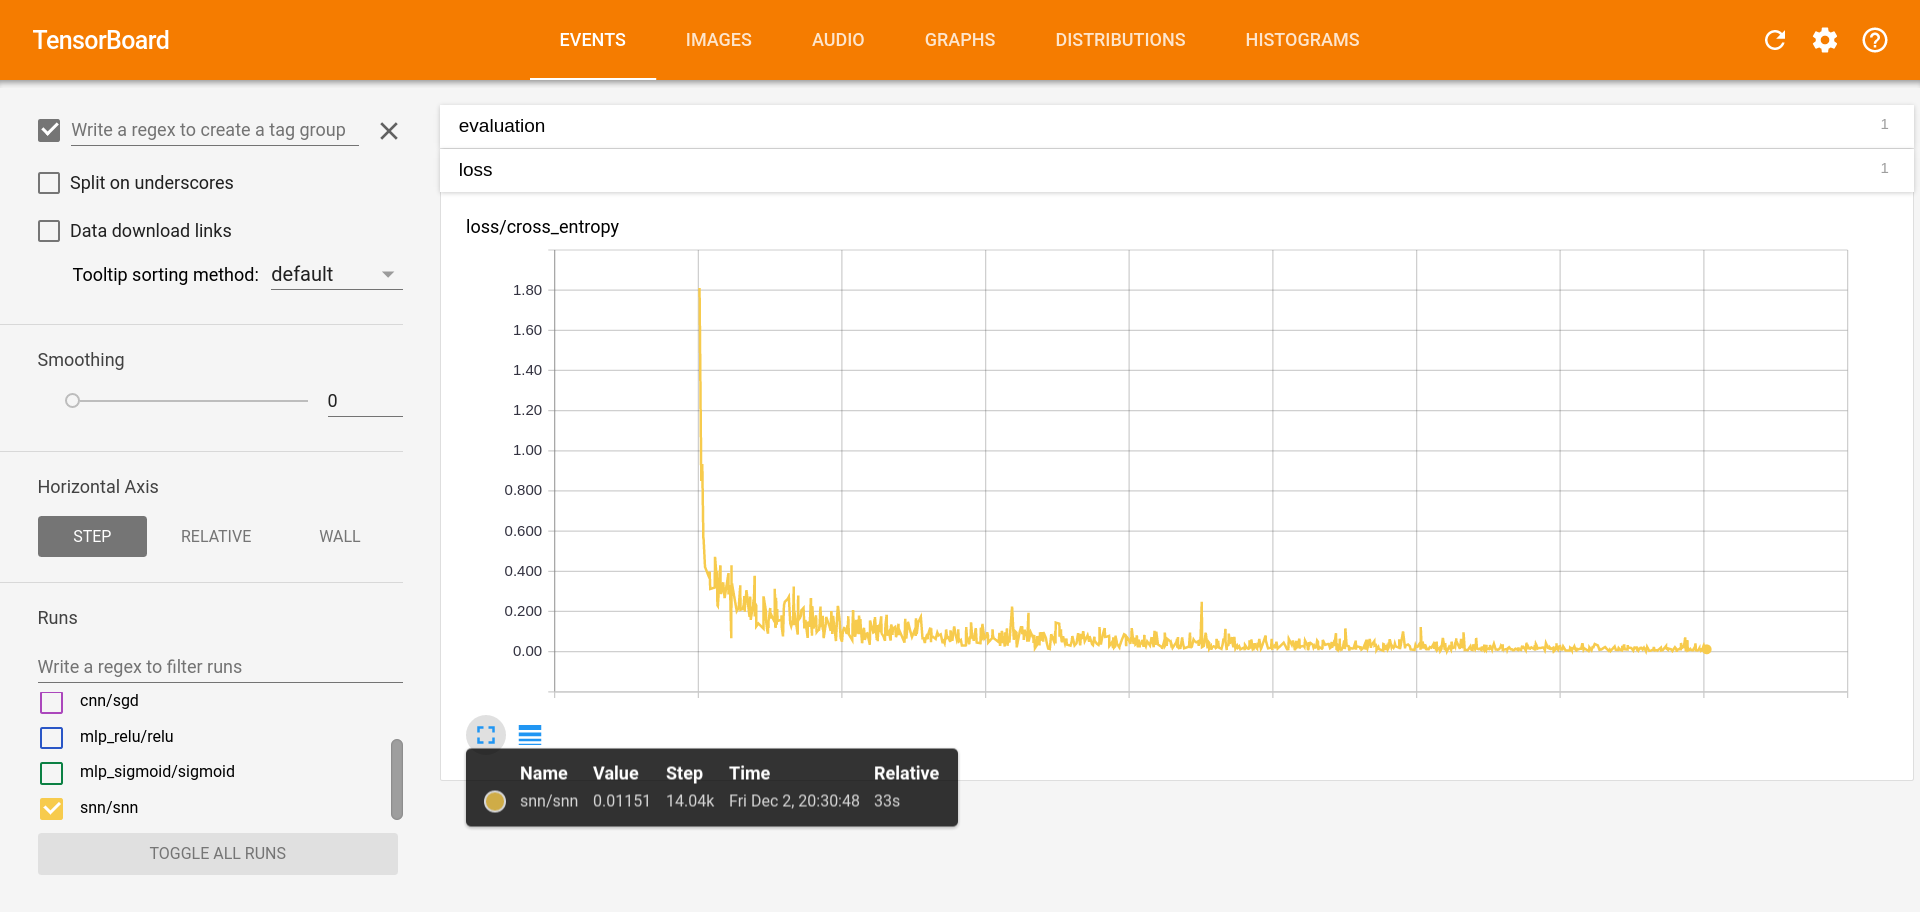 TensorBoard
EVENTS IMAGES AUDIO GRAPHS DISTRIBUTIONS HISTOGRAMS
Write a regex to create a tag group
Split on underscores
Data download links
Tooltip sorting method: default
Smoothing
0
Horizontal Axis
STEP RELATIVE WALL
Runs
Write a regex to filter runs
cnn/sgd
mlp_relu/relu
mlp_sigmoid/sigmoid
snn/snn
TOGGLE ALL RUNS
evaluation 1
loss 1
loss/cross_entropy
1.80
1.60
1.40
1.20
1.00
0.800
0.600
0.400
0.200
0.00
Name Value Step Time Relative
snn/snn 0.01151 14.04k Fri Dec 2, 20:30:48 33s